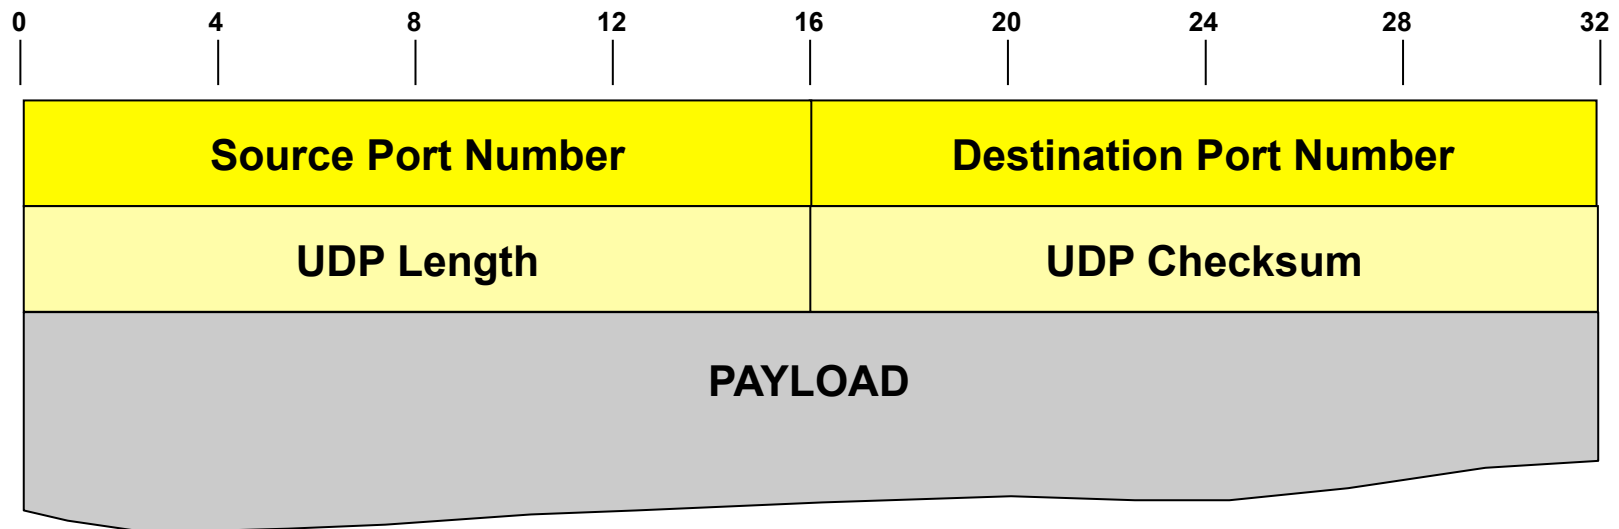 0 4 8 12 16 20 24 28 32
Source Port Number Destination Port Number
UDP Length UDP Checksum
PAYLOAD